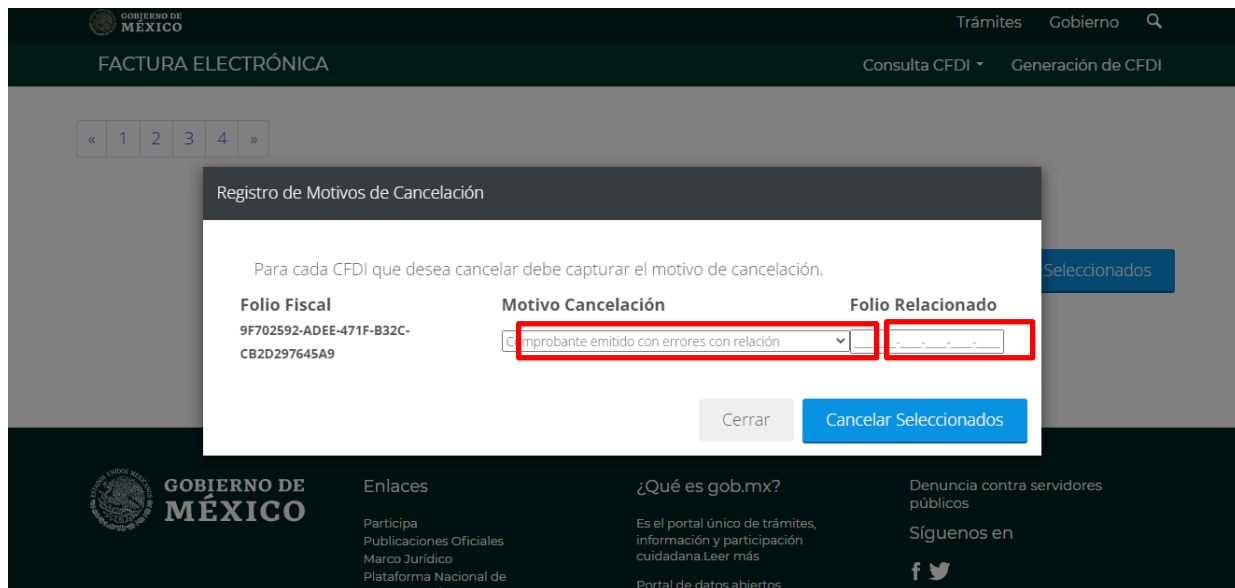 GOBIERNO DE
MÉXICO
Trámites Gobierno
FACTURA ELECTRÓNICA
Consulta CFDI Generación de CFDI
« 1 2 3 4 »
Registro de Motivos de Cancelación
Para cada CFDI que desea cancelar debe capturar el motivo de cancelación.
Seleccionados
Folio Fiscal Motivo Cancelación Folio Relacionado
9F702592-ADEE-471F-B32C-
CB2D297645A9
Comprobante emitido con errores con relación
Cerrar Cancelar Seleccionados
ESTADOS UNIDOS MEXICANOS
GOBIERNO DE
MÉXICO
Enlaces
Participa
Publicaciones Oficiales
Marco Jurídico
Plataforma Nacional de
¿Qué es gob.mx?
Es el portal único de trámites,
información y participación
cuidadana.Leer más
Portal de datos abiertos
Denuncia contra servidores
públicos
Síguenos en